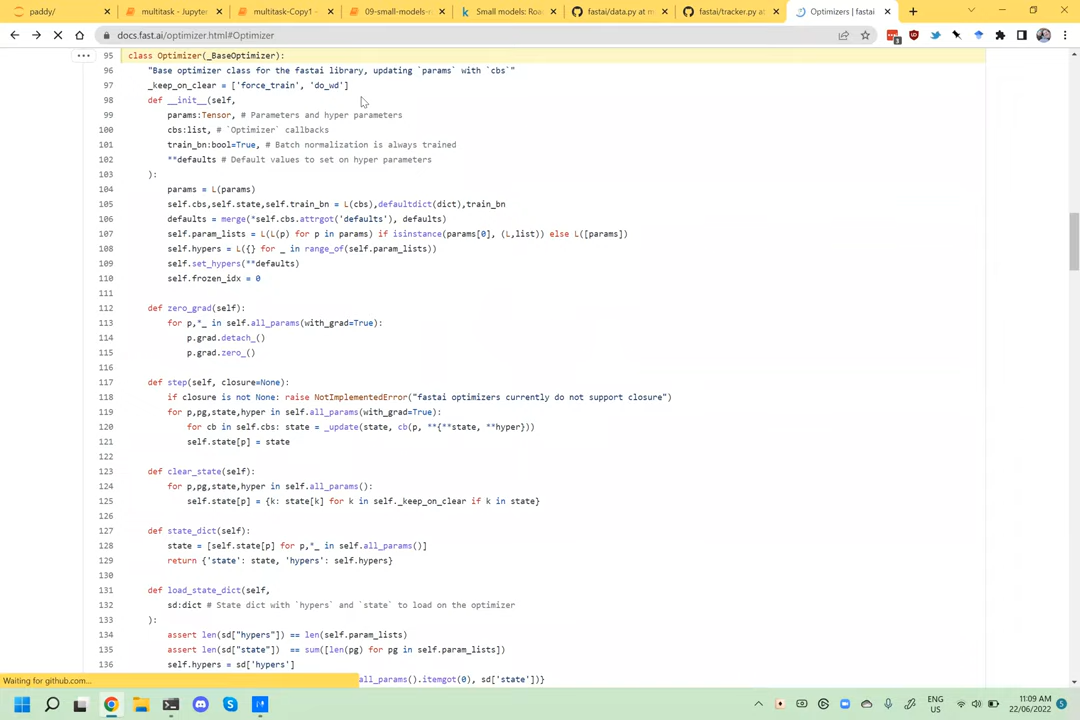 paddy/
multitask - Jupyter
multitask-Copy1 -
09-small-models-r
Small models: Roa
fastai/data.py at m
fastai/tracker.py a
Optimizers | fastai
docs.fast.ai/optimizer.html#Optimizer
95 class Optimizer(_BaseOptimizer):
96 "Base optimizer class for the fastai library, updating `params` with `cbs`"
97 _keep_on_clear = ['force_train', 'do_wd']
98 def __init__(self,
99 params:Tensor, # Parameters and hyper parameters
100 cbs:list, # `Optimizer` callbacks
101 train_bn:bool=True, # Batch normalization is always trained
102 **defaults # Default values to set on hyper parameters
103 ):
104 params = L(params)
105 self.cbs,self.state,self.train_bn = L(cbs),defaultdict(dict),train_bn
106 defaults = merge(*self.cbs.attrgot('defaults'), defaults)
107 self.param_lists = L(L(p) for p in params) if isinstance(params[0], (L,list)) else L([params])
108 self.hypers = L({} for _ in range_of(self.param_lists))
109 self.set_hypers(**defaults)
110 self.frozen_idx = 0
111
112 def zero_grad(self):
113 for p,*_ in self.all_params(with_grad=True):
114 p.grad.detach_()
115 p.grad.zero_()
116
117 def step(self, closure=None):
118 if closure is not None: raise NotImplementedError("fastai optimizers currently do not support closure")
119 for p,pg,state,hyper in self.all_params(with_grad=True):
120 for cb in self.cbs: state = _update(state, cb(p, **{**state, **hyper}))
121 self.state[p] = state
122
123 def clear_state(self):
124 for p,pg,state,hyper in self.all_params():
125 self.state[p] = {k: state[k] for k in self._keep_on_clear if k in state}
126
127 def state_dict(self):
128 state = [self.state[p] for p,*_ in self.all_params()]
129 return {'state': state, 'hypers': self.hypers}
130
131 def load_state_dict(self,
132 sd:dict # State dict with `hypers` and `state` to load on the optimizer
133 ):
134 assert len(sd["hypers"]) == len(self.param_lists)
135 assert len(sd["state"]) == sum([len(pg) for pg in self.param_lists])
136 self.hypers = sd['hypers']
Waiting for github.com...
all_params().itemgot(0), sd['state'])}
ENG
US
11:09 AM
22/06/2022
5